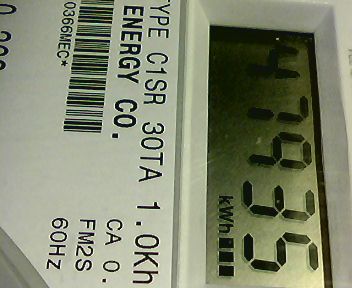 47935
kWh
TYPE C1SR 30TA 1.0Kh
ENERGY CO.
CA 0.
FM2S
60HZ
0366MEC*